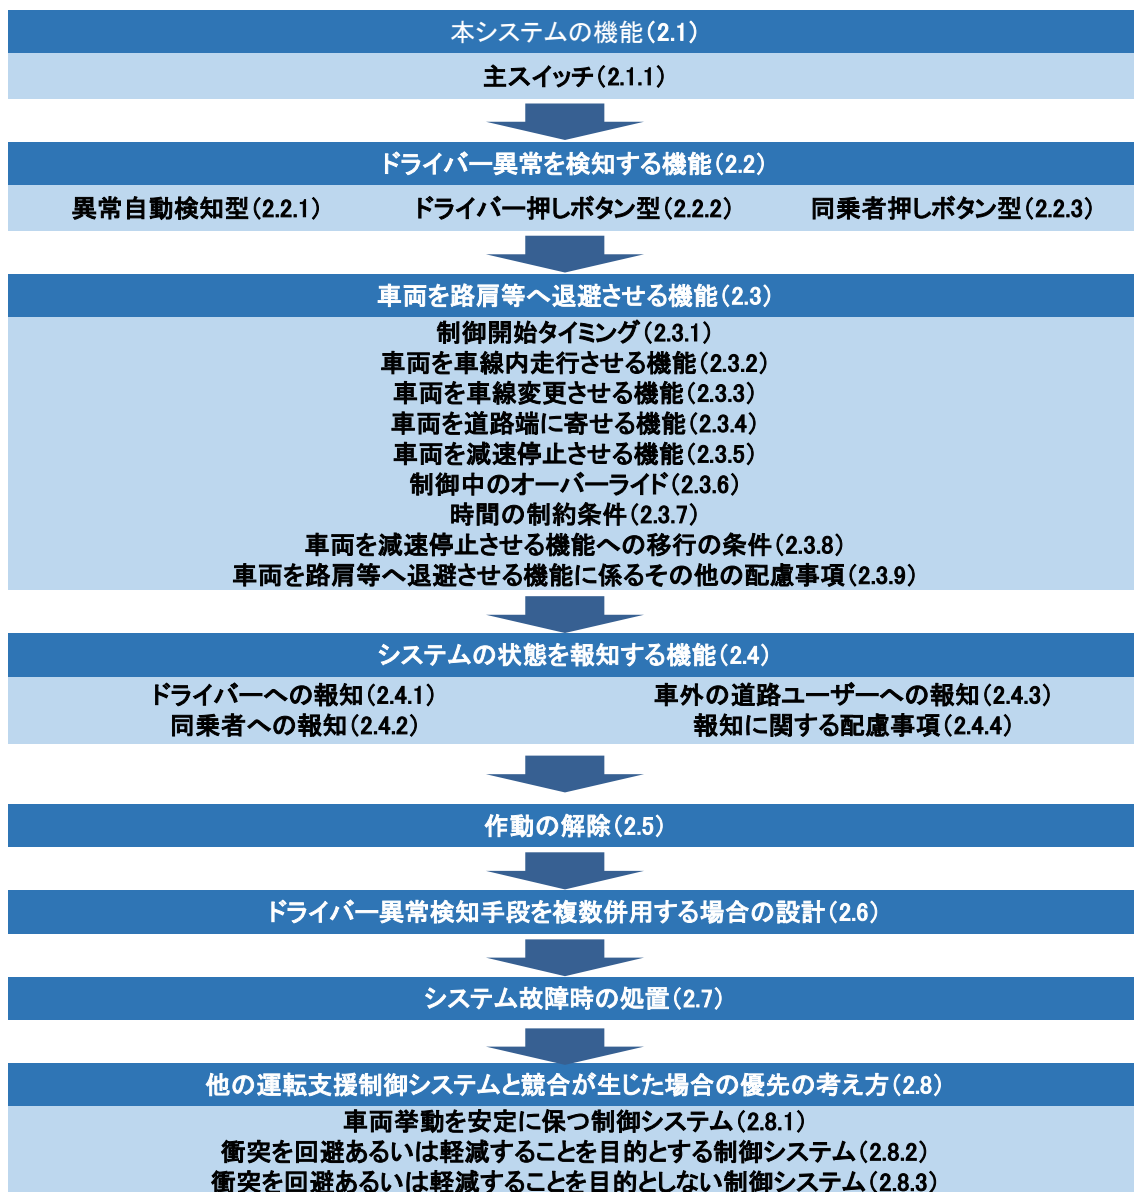 本システムの機能(2.1)
主スイッチ(2.1.1)
ドライバー異常を検知する機能(2.2)
異常自動検知型(2.2.1) ドライバー押しボタン型(2.2.2) 同乗者押しボタン型(2.2.3)
車両を路肩等へ退避させる機能(2.3)
制御開始タイミング(2.3.1)
車両を車線内走行させる機能(2.3.2)
車両を車線変更させる機能(2.3.3)
車両を道路端に寄せる機能(2.3.4)
車両を減速停止させる機能(2.3.5)
制御中のオーバーライド(2.3.6)
時間の制約条件(2.3.7)
車両を減速停止させる機能への移行の条件(2.3.8)
車両を路肩等へ退避させる機能に係るその他の配慮事項(2.3.9)
システムの状態を報知する機能(2.4)
ドライバーへの報知(2.4.1) 車外の道路ユーザーへの報知(2.4.3)
同乗者への報知(2.4.2) 報知に関する配慮事項(2.4.4)
作動の解除(2.5)
ドライバー異常検知手段を複数併用する場合の設計(2.6)
システム故障時の処置(2.7)
他の運転支援制御システムと競合が生じた場合の優先の考え方(2.8)
車両挙動を安定に保つ制御システム(2.8.1)
衝突を回避あるいは軽減することを目的とする制御システム(2.8.2)
衝突を回避あるいは軽減することを目的としない制御システム(2.8.3)